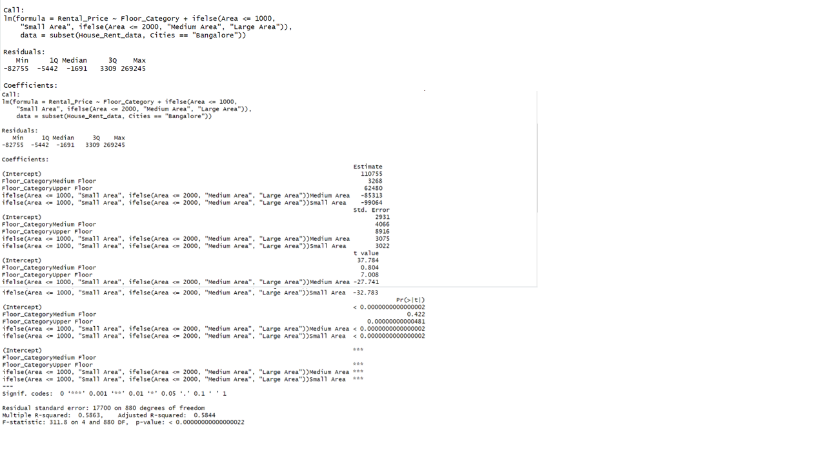 Call:
lm(formula = Rental_Price ~ Floor_Category + ifelse(Area <= 1000,
"Small Area", ifelse(Area <= 2000, "Medium Area", "Large Area")),
data = subset(House_Rent_data, Cities == "Bangalore"))
Residuals:
Min 1Q Median 3Q Max
-82755 -5442 -1691 3309 269245
Coefficients:
Call:
lm(formula = Rental_Price ~ Floor_Category + ifelse(Area <= 1000,
"Small Area", ifelse(Area <= 2000, "Medium Area", "Large Area")),
data = subset(House_Rent_data, Cities == "Bangalore"))
Residuals:
Min 1Q Median 3Q Max
-82755 -5442 -1691 3309 269245
Coefficients:
Estimate
(Intercept) 110755
Floor_CategoryMedium Floor 3268
Floor_CategoryUpper Floor 62480
ifelse(Area <= 1000, "Small Area", ifelse(Area <= 2000, "Medium Area", "Large Area"))Medium Area -85313
ifelse(Area <= 1000, "Small Area", ifelse(Area <= 2000, "Medium Area", "Large Area"))Small Area -99064
Std. Error
(Intercept) 2931
Floor_CategoryMedium Floor 4066
Floor_CategoryUpper Floor 8916
ifelse(Area <= 1000, "Small Area", ifelse(Area <= 2000, "Medium Area", "Large Area"))Medium Area 3075
ifelse(Area <= 1000, "Small Area", ifelse(Area <= 2000, "Medium Area", "Large Area"))Small Area 3022
t value
(Intercept) 37.784
Floor_CategoryMedium Floor 0.804
Floor_CategoryUpper Floor 7.008
ifelse(Area <= 1000, "Small Area", ifelse(Area <= 2000, "Medium Area", "Large Area"))Medium Area -27.741
ifelse(Area <= 1000, "Small Area", ifelse(Area <= 2000, "Medium Area", "Large Area"))Small Area -32.783
Pr(>|t|)
(Intercept) < 0.0000000000000002
Floor_CategoryMedium Floor 0.422
Floor_CategoryUpper Floor 0.00000000000481
ifelse(Area <= 1000, "Small Area", ifelse(Area <= 2000, "Medium Area", "Large Area"))Medium Area < 0.0000000000000002
ifelse(Area <= 1000, "Small Area", ifelse(Area <= 2000, "Medium Area", "Large Area"))Small Area < 0.0000000000000002
(Intercept) ***
Floor_CategoryMedium Floor
Floor_CategoryUpper Floor ***
ifelse(Area <= 1000, "Small Area", ifelse(Area <= 2000, "Medium Area", "Large Area"))Medium Area ***
ifelse(Area <= 1000, "Small Area", ifelse(Area <= 2000, "Medium Area", "Large Area"))Small Area ***
---
Signif. codes: 0 '***' 0.001 '**' 0.01 '*' 0.05 '.' 0.1 ' ' 1
Residual standard error: 17700 on 880 degrees of freedom
Multiple R-squared: 0.5863, Adjusted R-squared: 0.5844
F-statistic: 311.8 on 4 and 880 DF, p-value: < 0.00000000000000022